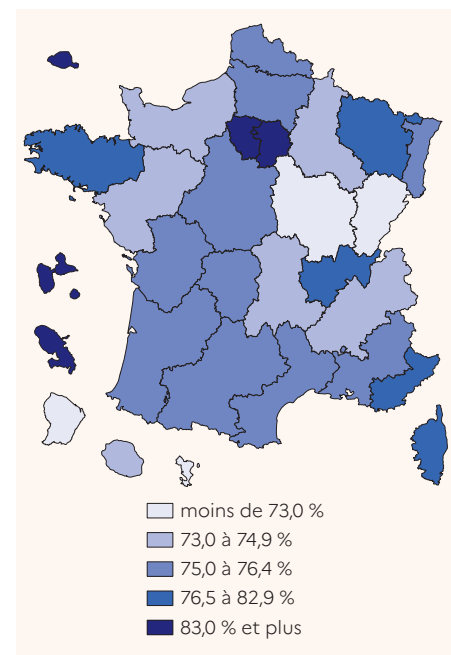 moins de 73,0 %
73,0 à 74,9 %
75,0 à 76,4 %
76,5 à 82,9 %
83,0 % et plus